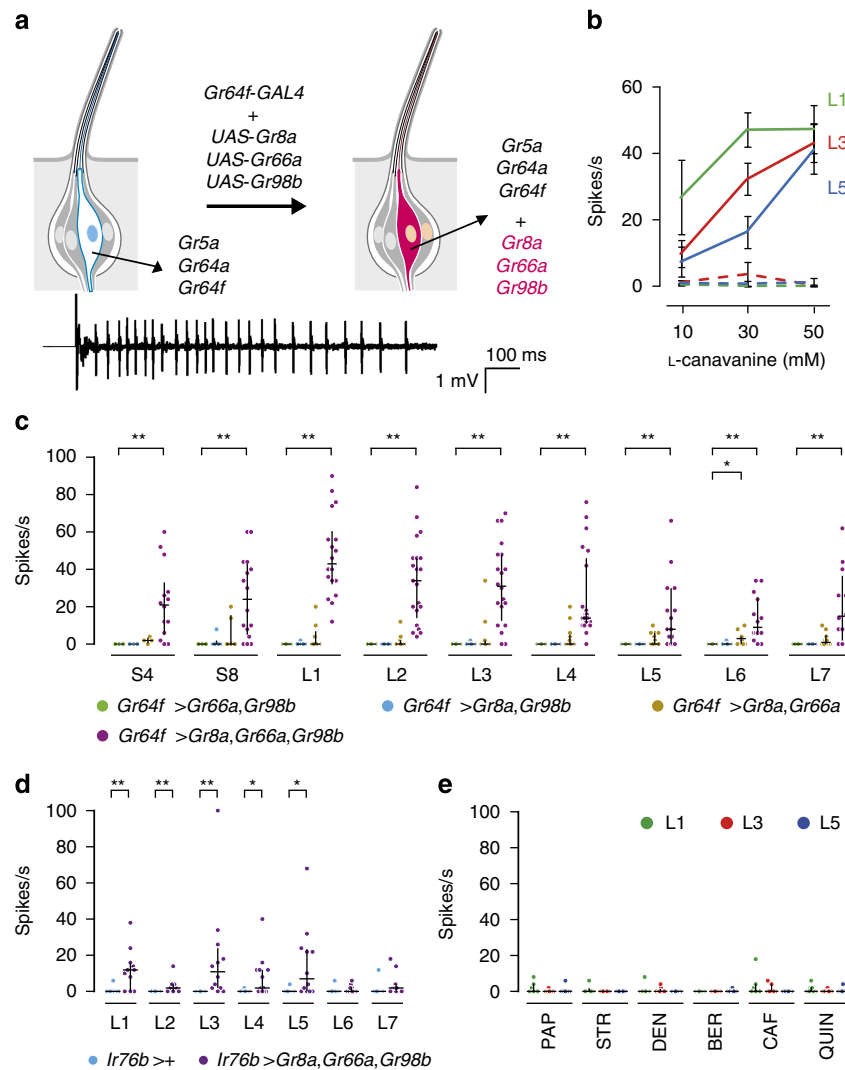 a
Gr64f-GAL4
+
UAS-Gr8a
UAS-Gr66a
UAS-Gr98b
Gr5a
Gr64a
Gr64f
Gr5a
Gr64a
Gr64f
+
Gr8a
Gr66a
Gr98b
100 ms
1 mV
b
60
40
20
0
Spikes/s
L1
L3
L5
10 30 50
L-canavanine (mM)
c
100
80
60
40
20
0
Spikes/s
** ** ** ** ** ** ** ** **
*
S4 S8 L1 L2 L3 L4 L5 L6 L7
Gr64f >Gr66a,Gr98b Gr64f >Gr8a,Gr98b Gr64f >Gr8a,Gr66a
Gr64f >Gr8a,Gr66a,Gr98b
d
** ** ** * *
100
80
60
40
20
0
Spikes/s
L1 L2 L3 L4 L5 L6 L7
Ir76b >+ Ir76b >Gr8a,Gr66a,Gr98b
e
100
80
60
40
20
0
Spikes/s
L1 L3 L5
PAP STR DEN BER CAF QUIN